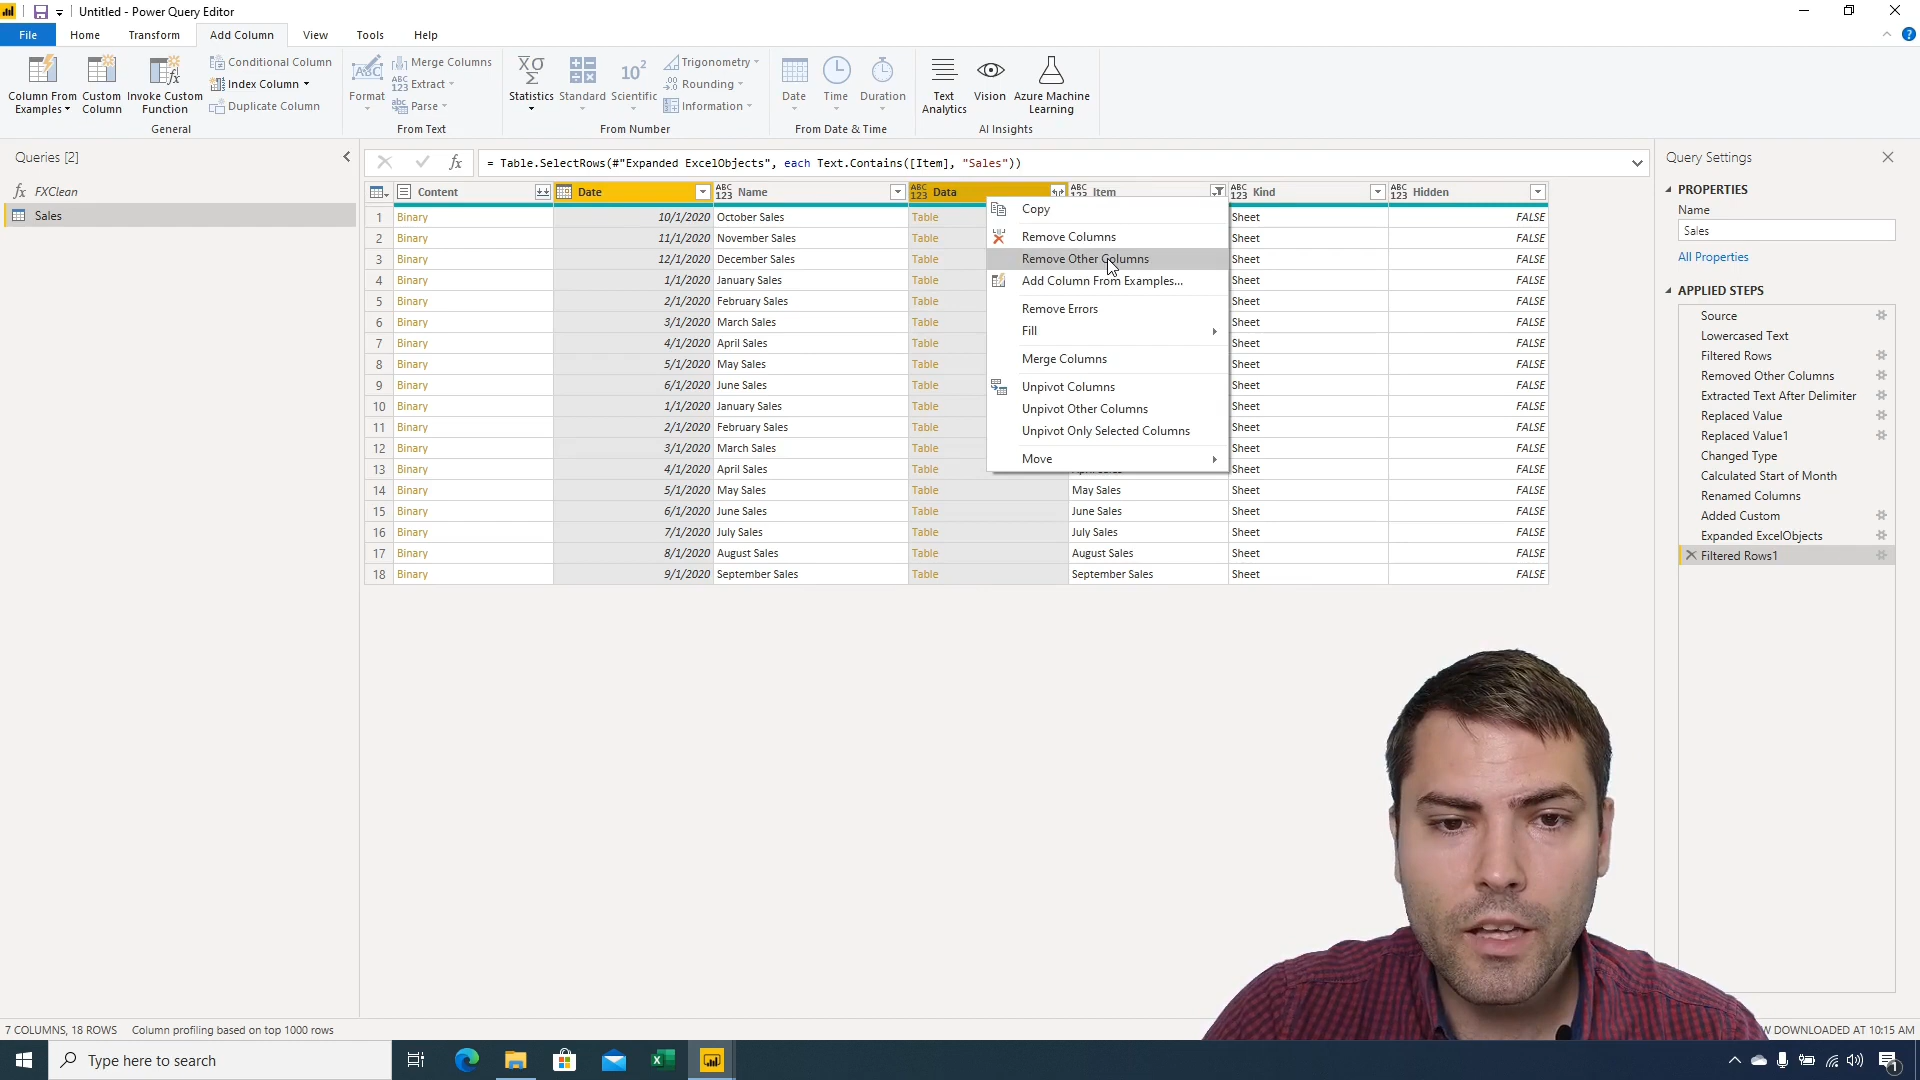 Untitled - Power Query Editor
File Home Transform Add Column View Tools Help
Column From Examples
Custom Column
Invoke Custom Function
Conditional Column
Index Column
Duplicate Column
General
Format
Merge Columns
Extract
Parse
From Text
Statistics
Standard
Scientific
Trigonometry
Rounding
Information
From Number
Date
Time
Duration
From Date & Time
Text Analytics
Vision
Azure Machine Learning
AI Insights
Queries [2]
FXClean
Sales
= Table.SelectRows(#"Expanded ExcelObjects", each Text.Contains([Item], "Sales"))
Content Date Name Data Item Kind Hidden
1 Binary 10/1/2020 October Sales Table Sheet FALSE
2 Binary 11/1/2020 November Sales Table Sheet FALSE
3 Binary 12/1/2020 December Sales Table Sheet FALSE
4 Binary 1/1/2020 January Sales Table Sheet FALSE
5 Binary 2/1/2020 February Sales Table Sheet FALSE
6 Binary 3/1/2020 March Sales Table Sheet FALSE
7 Binary 4/1/2020 April Sales Table Sheet FALSE
8 Binary 5/1/2020 May Sales Table Sheet FALSE
9 Binary 6/1/2020 June Sales Table Sheet FALSE
10 Binary 1/1/2020 January Sales Table Sheet FALSE
11 Binary 2/1/2020 February Sales Table Sheet FALSE
12 Binary 3/1/2020 March Sales Table Sheet FALSE
13 Binary 4/1/2020 April Sales Table Sheet FALSE
14 Binary 5/1/2020 May Sales Table May Sales Sheet FALSE
15 Binary 6/1/2020 June Sales Table June Sales Sheet FALSE
16 Binary 7/1/2020 July Sales Table July Sales Sheet FALSE
17 Binary 8/1/2020 August Sales Table August Sales Sheet FALSE
18 Binary 9/1/2020 September Sales Table September Sales Sheet FALSE
Copy
Remove Columns
Remove Other Columns
Add Column From Examples...
Remove Errors
Fill
Merge Columns
Unpivot Columns
Unpivot Other Columns
Unpivot Only Selected Columns
Move
Query Settings
PROPERTIES
Name
Sales
All Properties
APPLIED STEPS
Source
Lowercased Text
Filtered Rows
Removed Other Columns
Extracted Text After Delimiter
Replaced Value
Replaced Value1
Changed Type
Calculated Start of Month
Renamed Columns
Added Custom
Expanded ExcelObjects
Filtered Rows1
7 COLUMNS, 18 ROWS Column profiling based on top 1000 rows
DOWNLOADED AT 10:15 AM
Type here to search